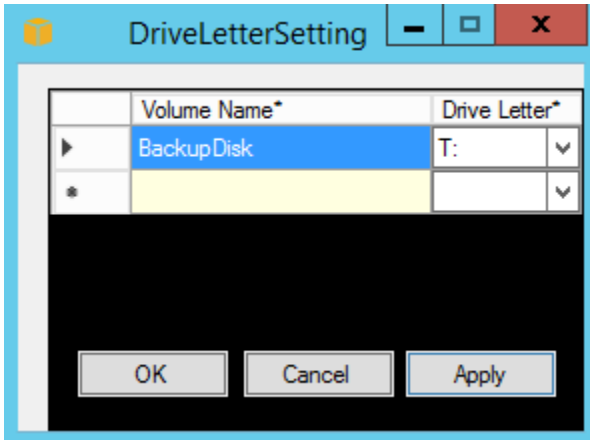 DriveLetterSetting
Volume Name* Drive Letter*
BackupDisk T:
OK Cancel Apply